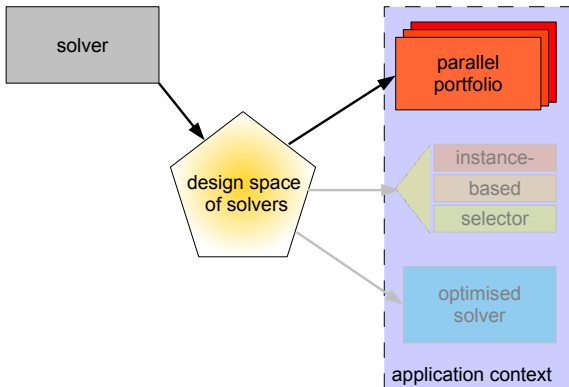 solver
parallel
portfolio
design space
of solvers
instance-
based
selector
optimised
solver
application context